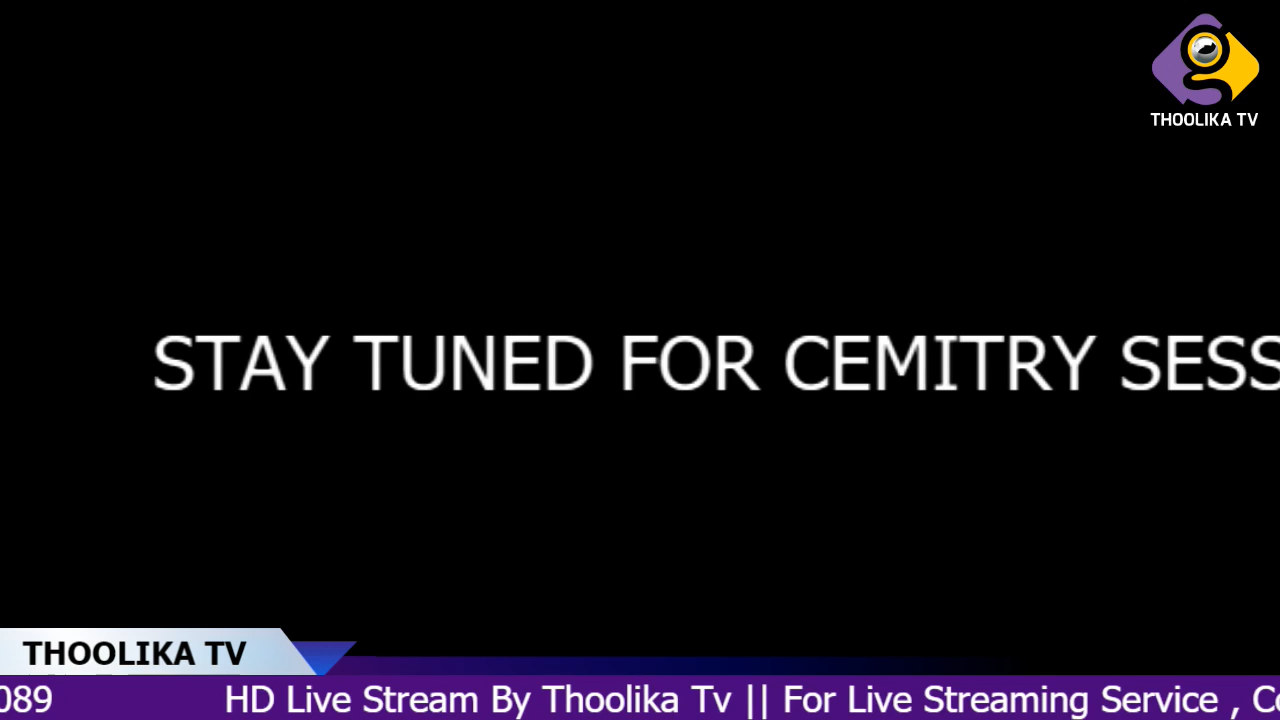 THOOLIKA TV
STAY TUNED FOR CEMITRY SESS
THOOLIKA TV
089 HD Live Stream By Thoolika Tv || For Live Streaming Service , Co